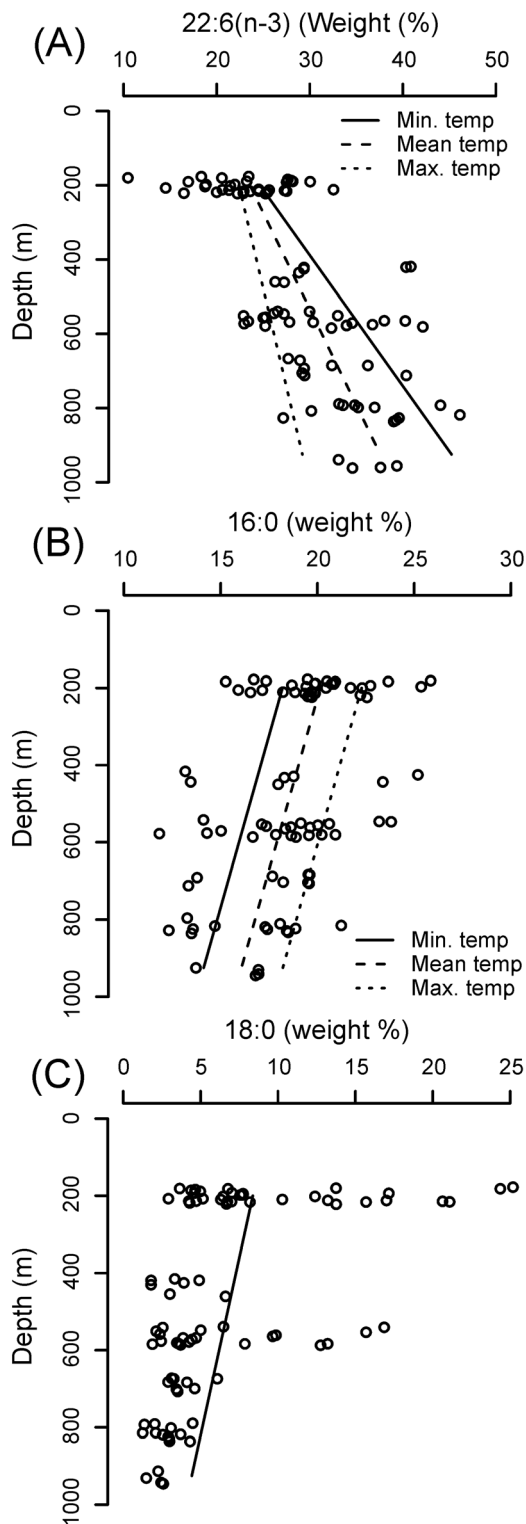 (A)
22:6(n-3) (Weight (%)
10 20 30 40 50
Depth (m)
0
200
400
600
800
1000
Min. temp
Mean temp
Max. temp
(B)
16:0 (weight %)
10 15 20 25 30
Depth (m)
0
200
400
600
800
1000
Min. temp
Mean temp
Max. temp
(C)
18:0 (weight %)
0 5 10 15 20 25
Depth (m)
0
200
400
600
800
1000